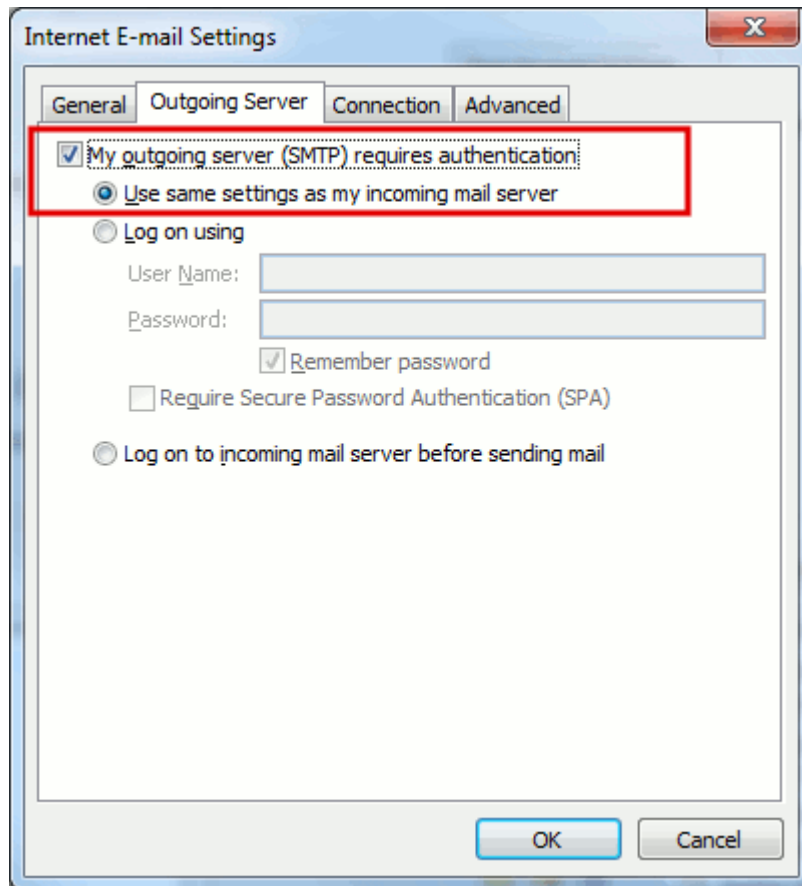 Internet E-mail Settings
General Outgoing Server Connection Advanced
My outgoing server (SMTP) requires authentication
Use same settings as my incoming mail server
Log on using
User Name:
Password:
Remember password
Require Secure Password Authentication (SPA)
Log on to incoming mail server before sending mail
OK Cancel